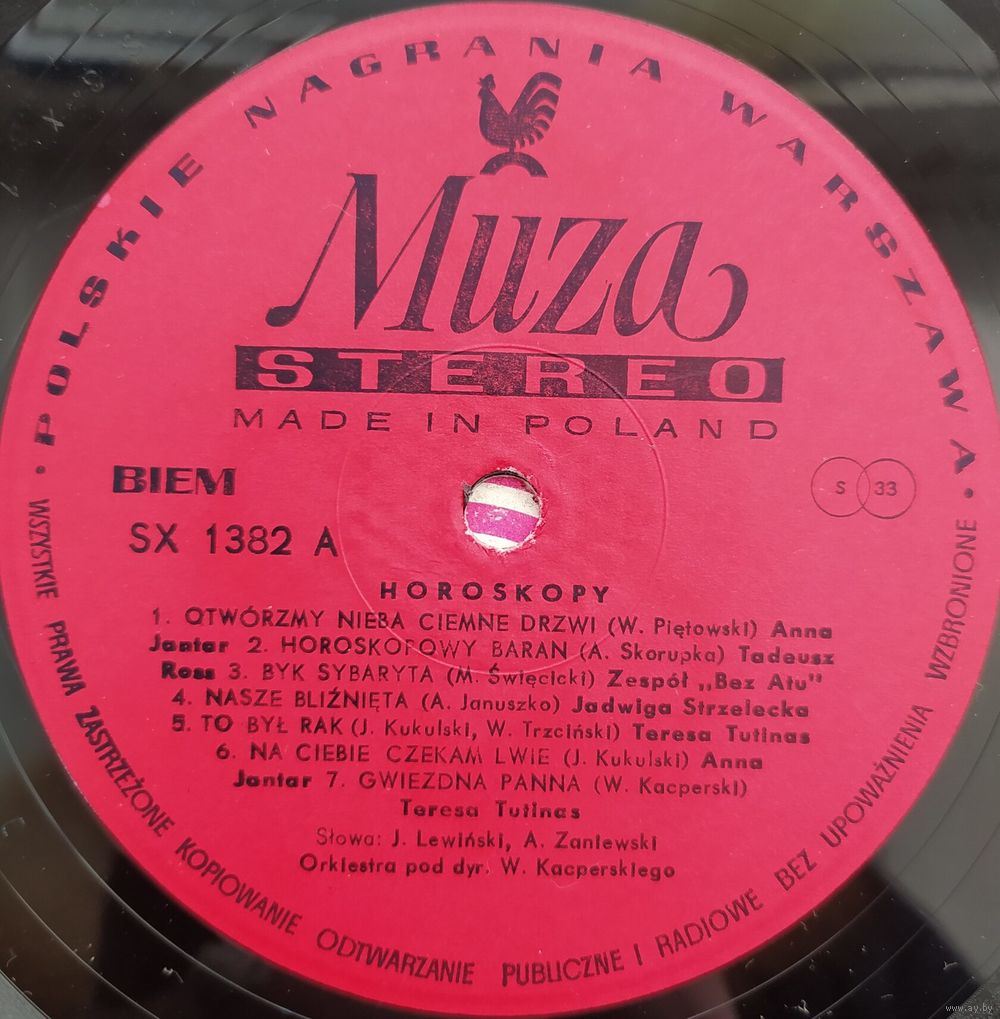 POLSKIE NAGRANIA WARSZAWA
Muza
STEREO
MADE IN POLAND
BIEM
S 33
SX 1382 A
HOROSKOPY
1. OTWÓRZMY NIEBA CIEMNE DRZWI (W. Piętowski) Anna
Jantar 2. HOROSKOPOWY BARAN (A. Skorupka) Tadeusz
Ross 3. BYK SYBARYTA (M. Święcicki) Zespół „Bez Atu”
4. NASZE BLIŹNIĘTA (A. Januszko) Jadwiga Strzelecka
5. TO BYŁ RAK (J. Kukulski, W. Trzciński) Teresa Tutinas
6. NA CIEBIE CZEKAM LWIE (J. Kukulski) Anna
Jantar 7. GWIEZDNA PANNA (W. Kacperski)
Teresa Tutinas
Słowa: J. Lewiński, A. Zaniewski
Orkiestra pod dyr. W. Kacperskiego
WSZYSTKIE PRAWA ZASTRZEŻONE KOPIOWANIE ODTWARZANIE PUBLICZNE I RADIOWE BEZ UPOWAŻNIENIA WZBRONIONE
www.ay.by